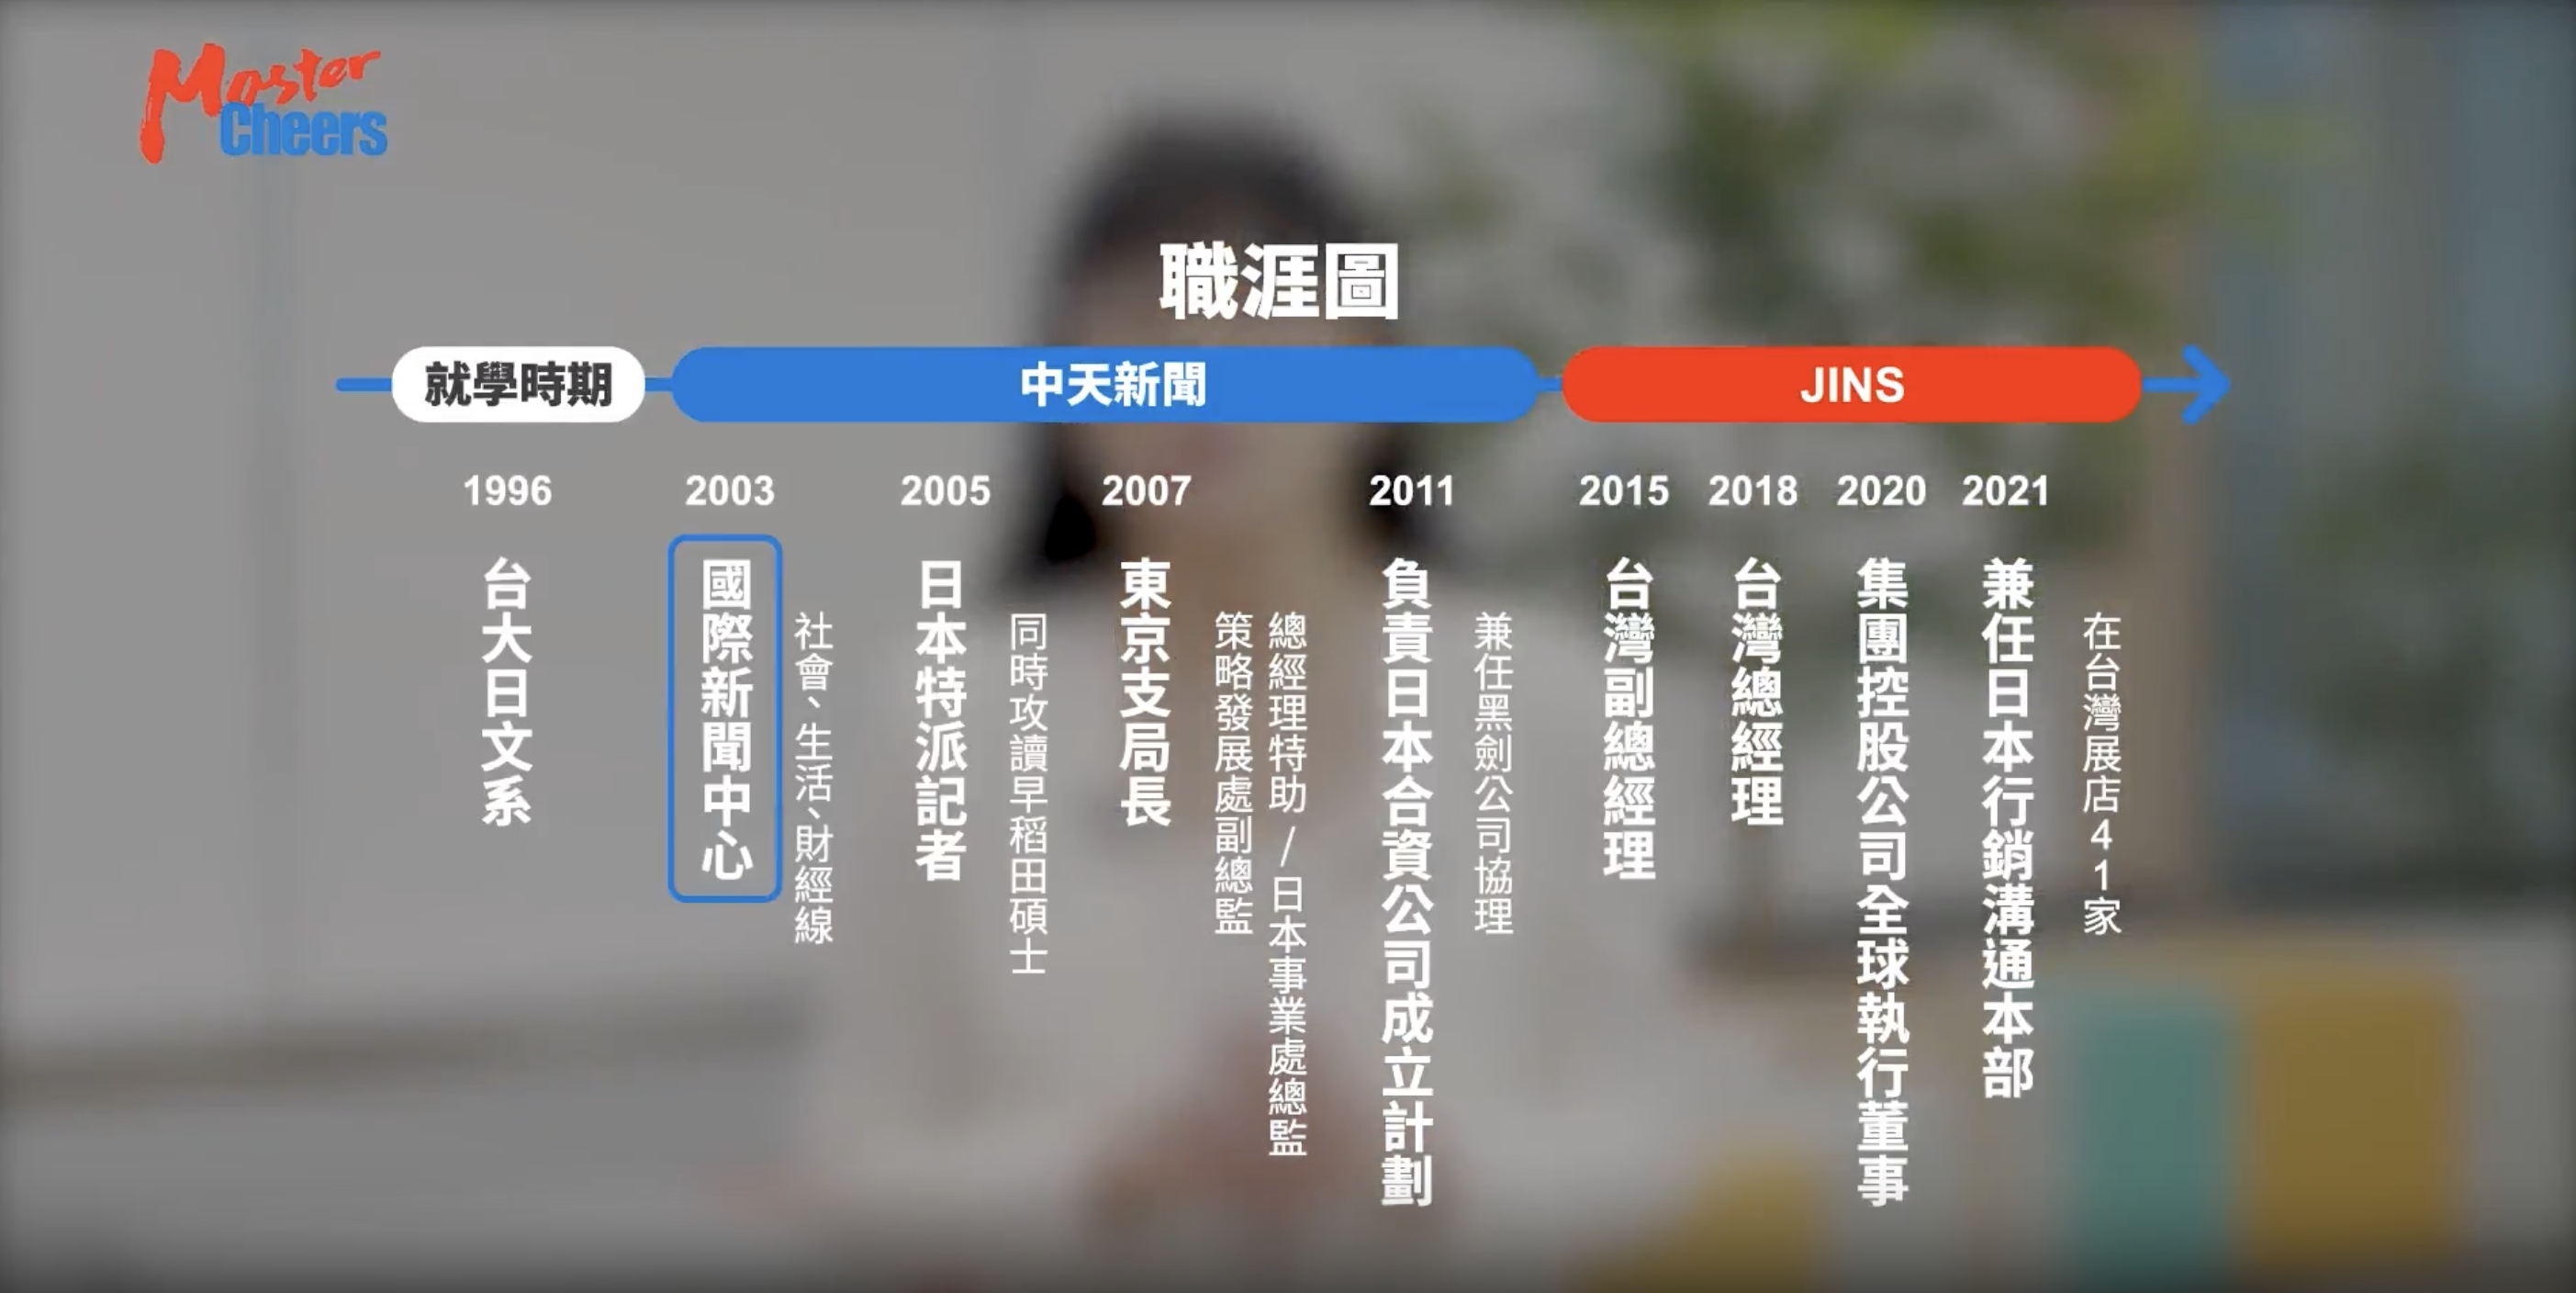 Master
Cheers
職涯圖
就學時期
中天新聞
JINS
1996
台大日文系
2003
國際新聞中心
社會、生活、財經線
2005
日本特派記者
同時攻讀早稻田碩士
2007
東京支局長
總經理特助/日本事業處總監
策略發展處副總監
2011
負責日本合資公司成立計劃
兼任黑劍公司協理
2015
台灣副總經理
2018
台灣總經理
2020
集團控股公司全球執行董事
2021
兼任日本行銷溝通本部
在台灣展店41家